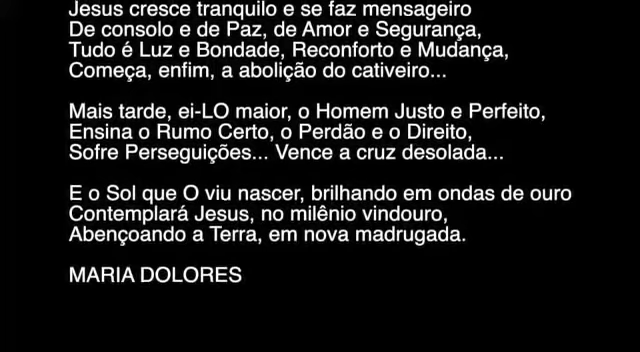 Jesus cresce tranquilo e se faz mensageiro
De consolo e de Paz, de Amor e Segurança,
Tudo é Luz e Bondade, Reconforto e Mudança,
Começa, enfim, a abolição do cativeiro...
Mais tarde, ei-LO maior, o Homem Justo e Perfeito,
Ensina o Rumo Certo, o Perdão e o Direito,
Sofre Perseguições... Vence a cruz desolada...
E o Sol que O viu nascer, brilhando em ondas de ouro
Contemplará Jesus, no milênio vindouro,
Abençoando a Terra, em nova madrugada.
MARIA DOLORES